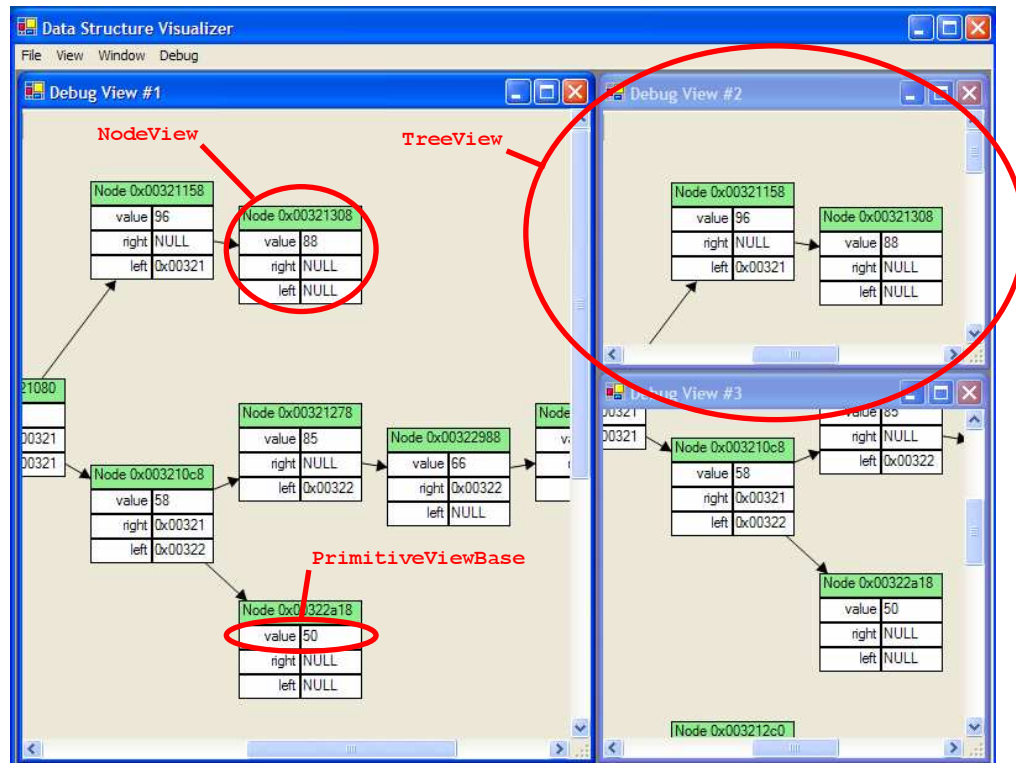 Data Structure Visualizer
File View Window Debug
Debug View #1
NodeView
Node 0x00321158
value 96
right NULL
left 0x00321
Node 0x00321308
value 88
right NULL
left NULL
21080
00321
00321
Node 0x003210c8
value 58
right 0x00321
left 0x00322
Node 0x00321278
value 85
right NULL
left 0x00322
Node 0x00322988
value 66
right 0x00322
left NULL
Node
PrimitiveViewBase
Node 0x00322a18
value 50
right NULL
left NULL
Debug View #2
TreeView
Node 0x00321158
value 96
right NULL
left 0x00321
Node 0x00321308
value 88
right NULL
left NULL
Debug View #3
00321
00321
value 85
right NULL
left 0x00322
Node 0x003210c8
value 58
right 0x00321
left 0x00322
Node 0x00322a18
value 50
right NULL
left NULL
Node 0x003212c0